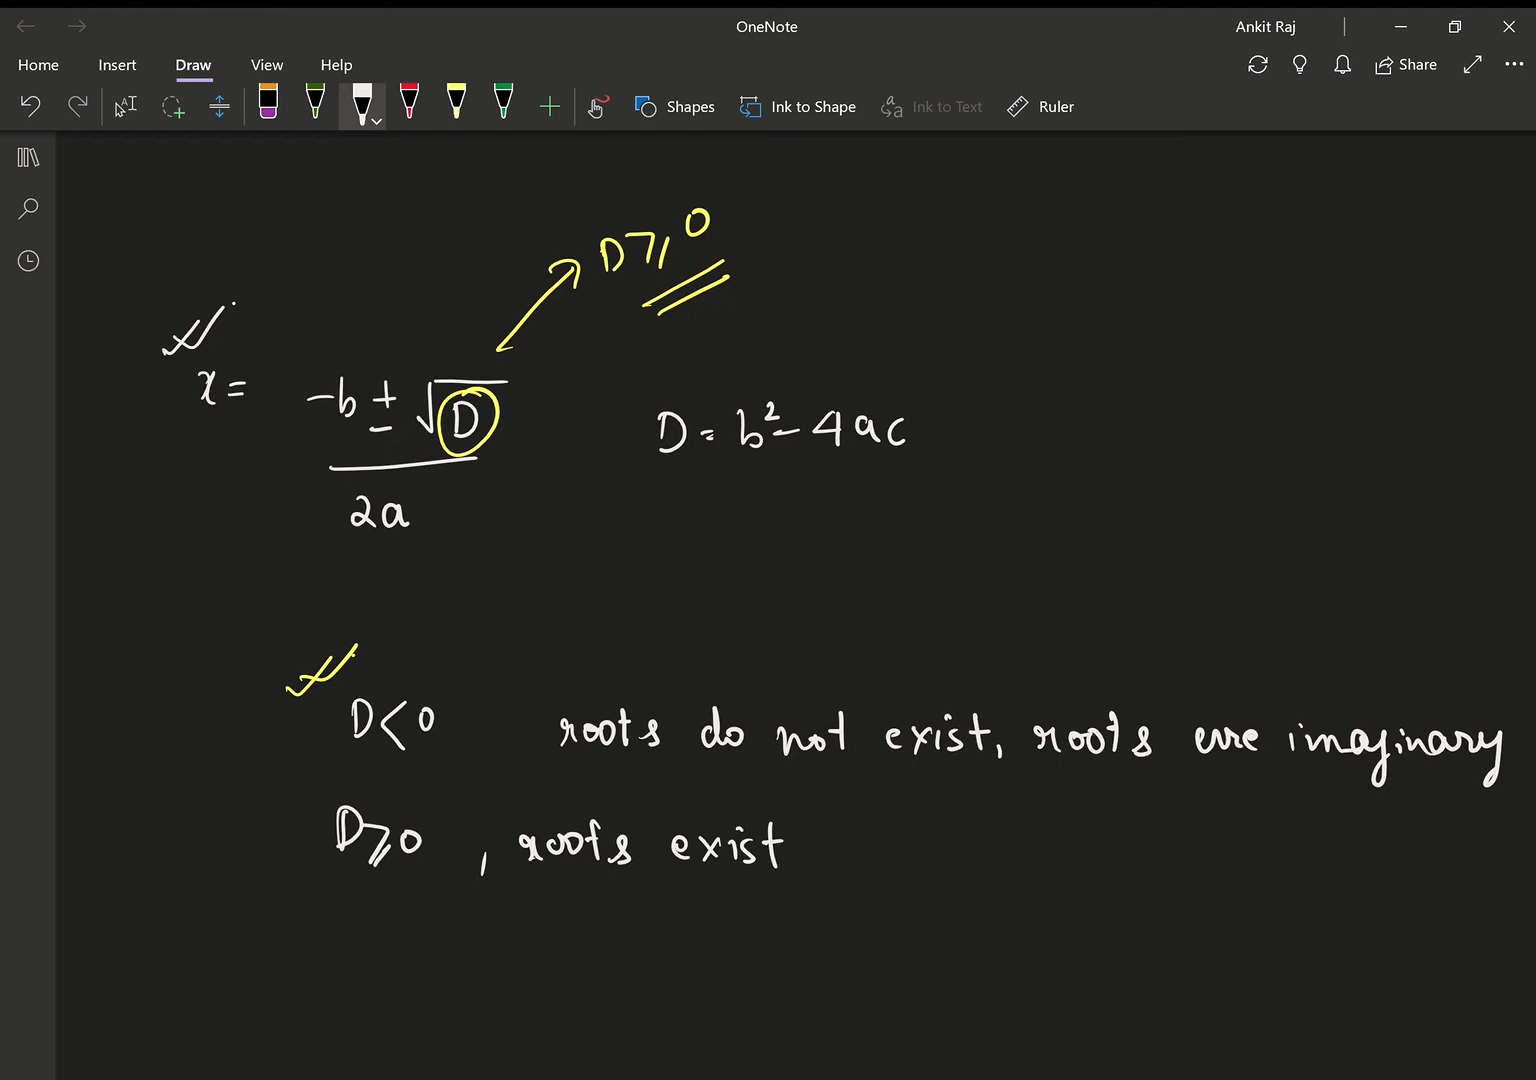 OneNote
Ankit Raj
Home Insert Draw View Help
Share
Shapes
Ink to Shape
Ink to Text
Ruler
D ⩾ 0
x = -b ± √D
2a
D = b² - 4ac
D < 0 roots do not exist, roots are imaginary
D ⩾ 0 , roots exist